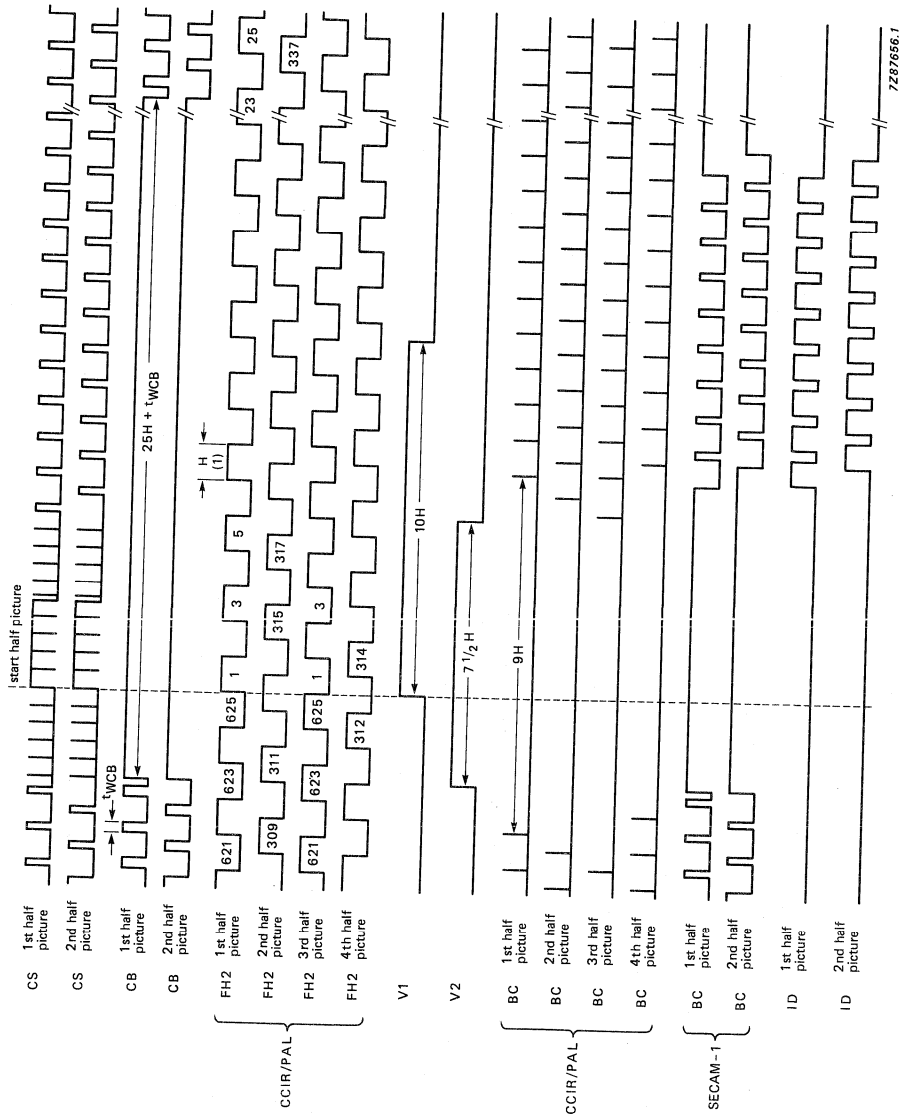 start half picture
CS 1st half picture
CS 2nd half picture
tWCB
CB 1st half picture
25H + tWCB
CB 2nd half picture
CCIR/PAL
FH2 1st half picture
621 623 625 1 3 5 23 25
H
(1)
FH2 2nd half picture
309 311 315 317 337
FH2 3rd half picture
621 623 625 1 3
FH2 4th half picture
312 314
V1
10H
V2
7 1/2 H
CCIR/PAL
BC 1st half picture
9H
BC 2nd half picture
BC 3rd half picture
BC 4th half picture
SECAM-1
BC 1st half picture
BC 2nd half picture
ID 1st half picture
ID 2nd half picture
7Z87656.1